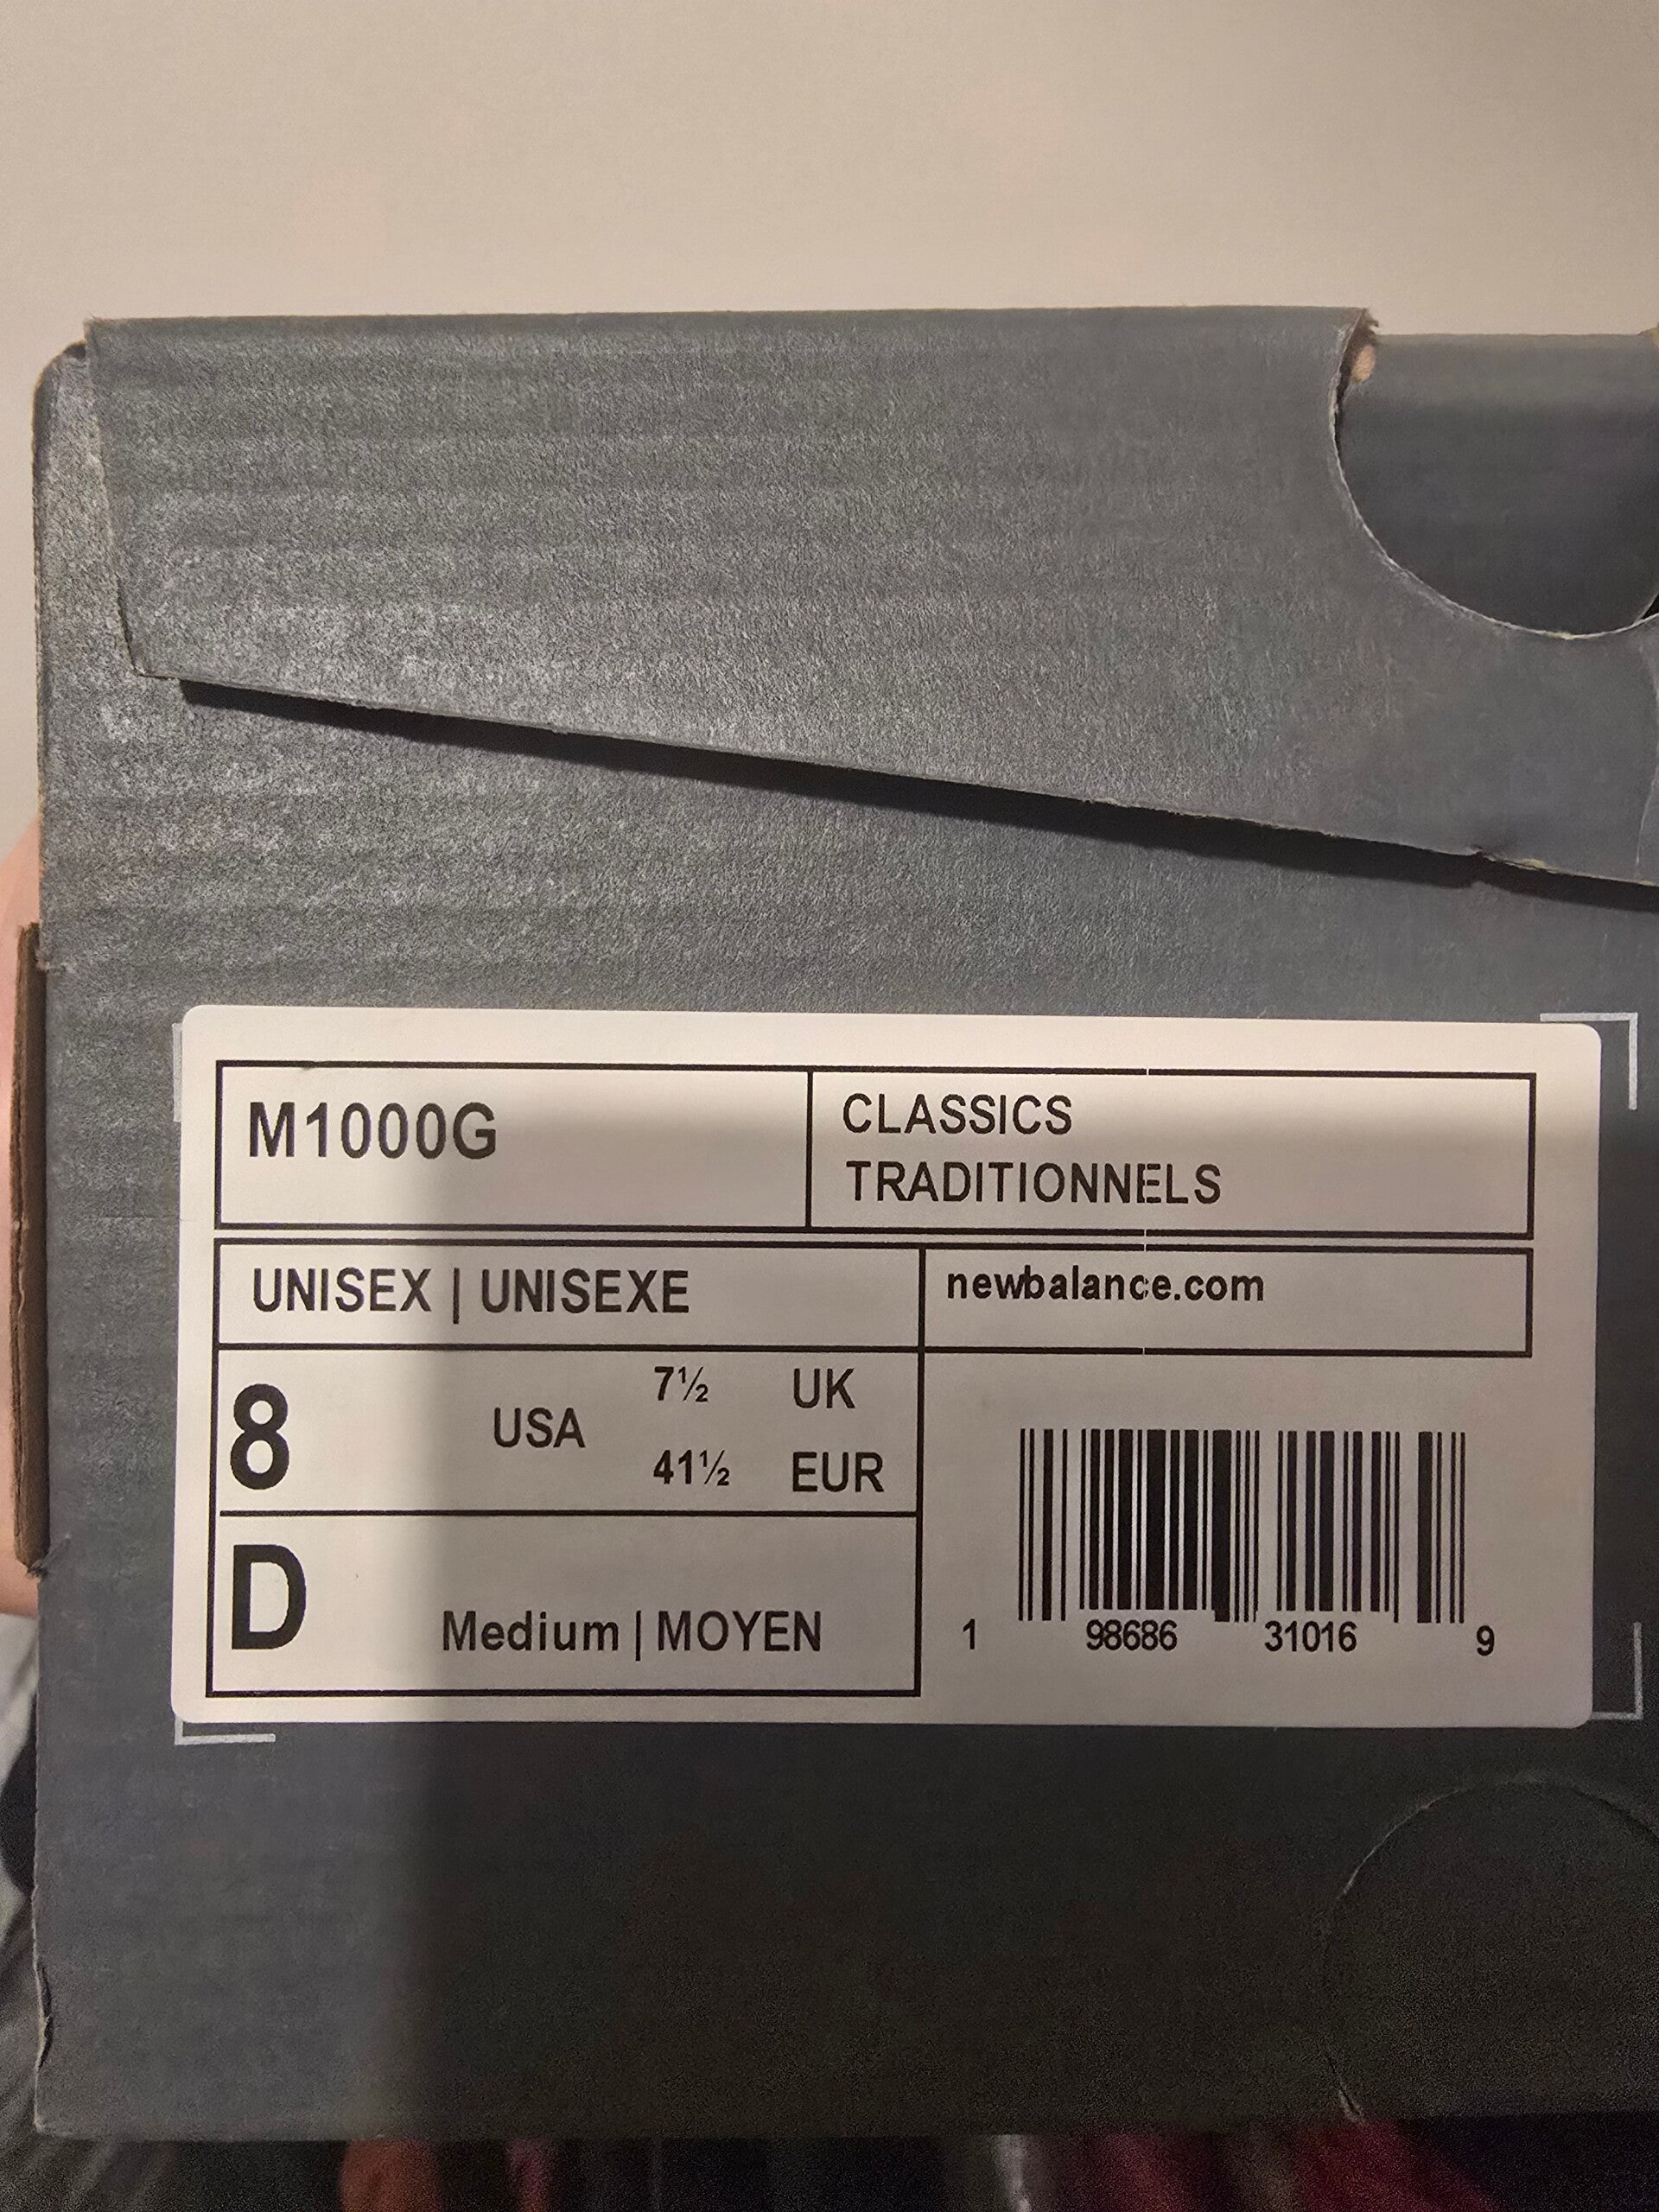 M1000G
CLASSICS
TRADITIONNELS
UNISEX | UNISEXE
newbalance.com
8
USA
7½ UK
41½ EUR
D
Medium | MOYEN
1 98686 31016 9